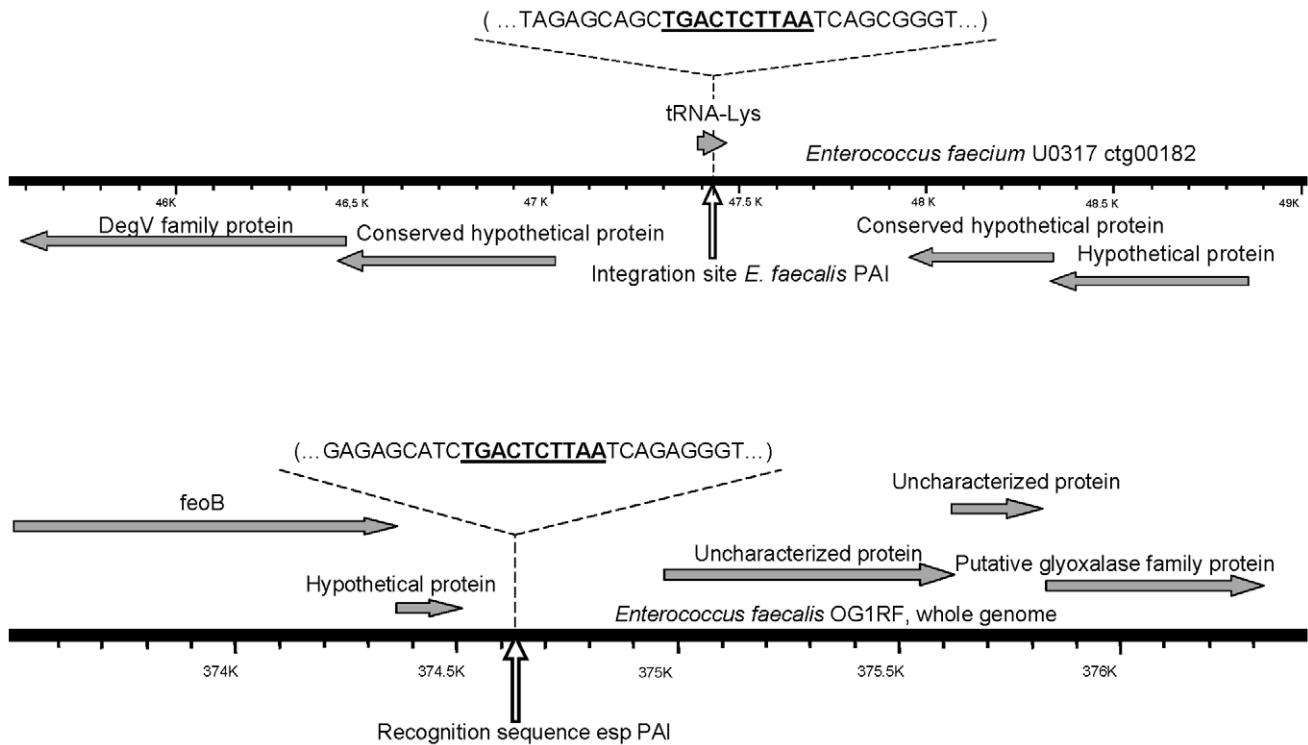 ( ...TAGAGCAGCTGACTCTTAATCAGCGGGT...)
tRNA-Lys
Enterococcus faecium U0317 ctg00182
46K 46,5 K 47 K 47.5 K 48 K 48.5 K 49K
DegV family protein
Conserved hypothetical protein
Conserved hypothetical protein
Hypothetical protein
Integration site E. faecalis PAI
(... GAGAGCATCTGACTCTTAATCAGAGGGT...)
feoB
Uncharacterized protein
Uncharacterized protein
Putative glyoxalase family protein
Hypothetical protein
Enterococcus faecalis OG1RF, whole genome
374K 374.5K 375K 375.5K 376K
Recognition sequence esp PAI